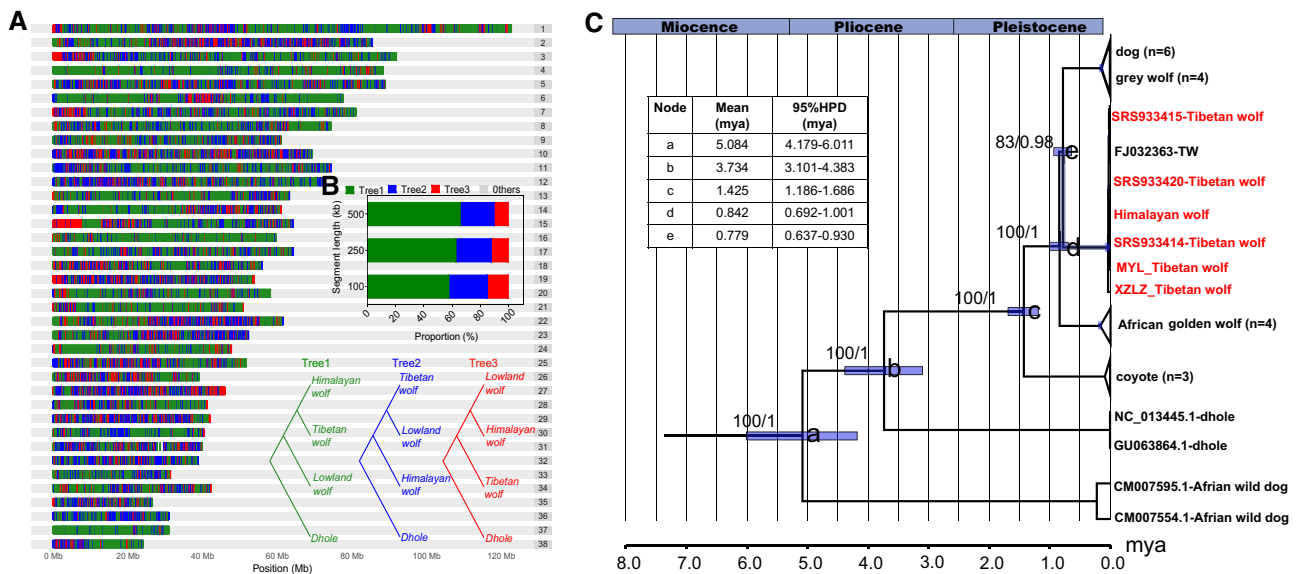 A
1
2
3
4
5
6
7
8
9
10
11
12
13
14
15
16
17
18
19
20
21
22
23
24
25
26
27
28
29
30
31
32
33
34
35
36
37
38
0 Mb 20 Mb 40 Mb 60 Mb 80 Mb 100 Mb 120 Mb
Position (Mb)
B
Tree1 Tree2 Tree3 Others
Segment length (kb)
500
250
100
0 20 40 60 80 100
Proportion (%)
Tree1
Himalayan
wolf
Tibetan
wolf
Lowland
wolf
Dhole
Tree2
Tibetan
wolf
Lowland
wolf
Himalayan
wolf
Dhole
Tree3
Lowland
wolf
Himalayan
wolf
Tibetan
wolf
Dhole
C
Miocence Pliocene Pleistocene
Node Mean (mya) 95%HPD (mya)
a 5.084 4.179-6.011
b 3.734 3.101-4.383
c 1.425 1.186-1.686
d 0.842 0.692-1.001
e 0.779 0.637-0.930
83/0.98 e
100/1 d
100/1 c
100/1 b
100/1 a
dog (n=6)
grey wolf (n=4)
SRS933415-Tibetan wolf
FJ032363-TW
SRS933420-Tibetan wolf
Himalayan wolf
SRS933414-Tibetan wolf
MYL_Tibetan wolf
XZLZ_Tibetan wolf
African golden wolf (n=4)
coyote (n=3)
NC_013445.1-dhole
GU063864.1-dhole
CM007595.1-Afrian wild dog
CM007554.1-Afrian wild dog
mya
8.0 7.0 6.0 5.0 4.0 3.0 2.0 1.0 0.0